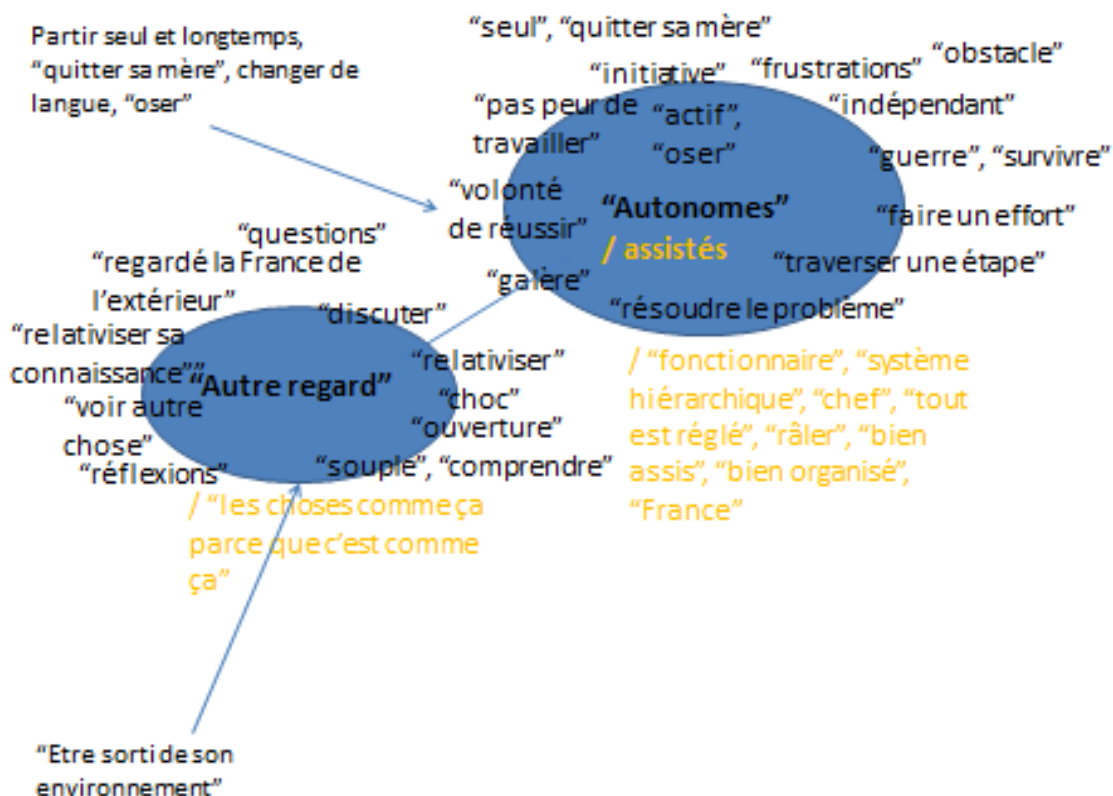 Partir seul et longtemps,
“quitter sa mère”, changer de
langue, “oser”
“seul”, “quitter sa mère”
“initiative”
“frustrations”
“obstacle”
“pas peur de
travailler”
“actif”,
“oser”
“indépendant”
“guerre”, “survivre”
“volonté
de réussir”
“Autonomes”
/ assistés
“faire un effort”
“galère”
“traverser une étape”
“résoudre le problème”
/ “fonctionnaire”, “système
hiérarchique”, “chef”, “tout
est réglé”, “râler”, “bien
assis”, “bien organisé”,
“France”
“questions”
“regardé la France de
l’extérieur”
“discuter”
“relativiser sa
connaissance””
“Autre regard”
“relativiser”
“choc”
“voir autre
chose”
“ouverture”
“réflexions”
“souple”, “comprendre”
/ “les choses comme ça
parce que c’est comme
ça”
“Etre sorti de son
environnement”